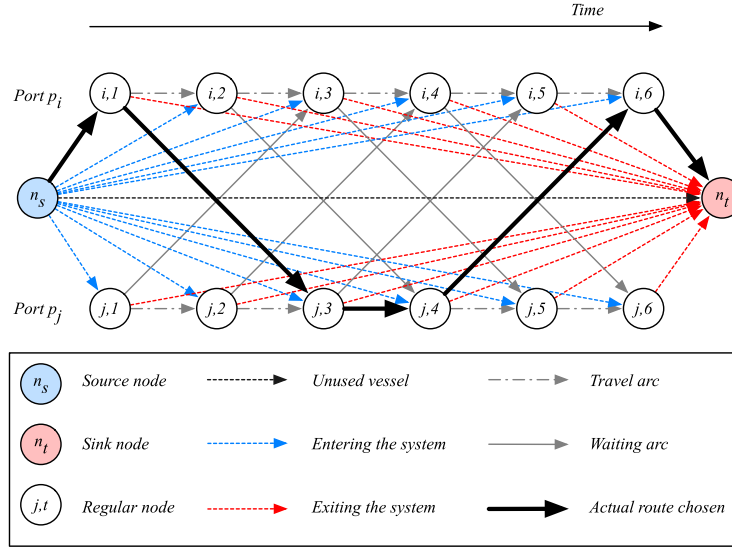 Time
Port p_i
i,1 i,2 i,3 i,4 i,5 i,6
n_s
n_t
Port p_j
j,1 j,2 j,3 j,4 j,5 j,6
n_s Source node Unused vessel Travel arc
n_t Sink node Entering the system Waiting arc
j,t Regular node Exiting the system Actual route chosen